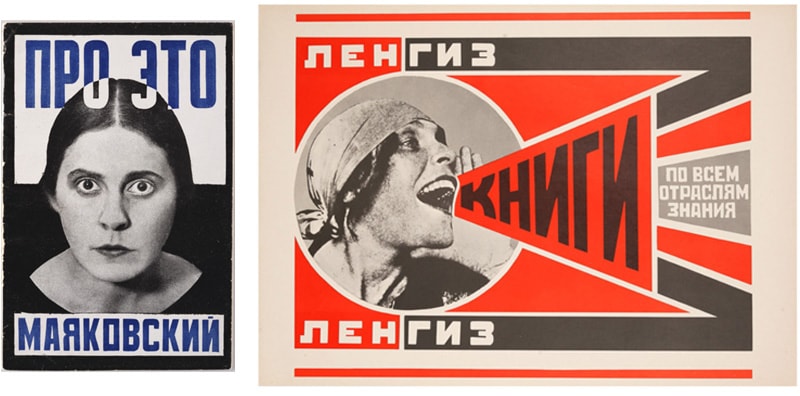 ПРО ЭТО
МАЯКОВСКИЙ
ЛЕНГИЗ
КНИГИ
ПО ВСЕМ
ОТРАСЛЯМ
ЗНАНИЯ
ЛЕНГИЗ